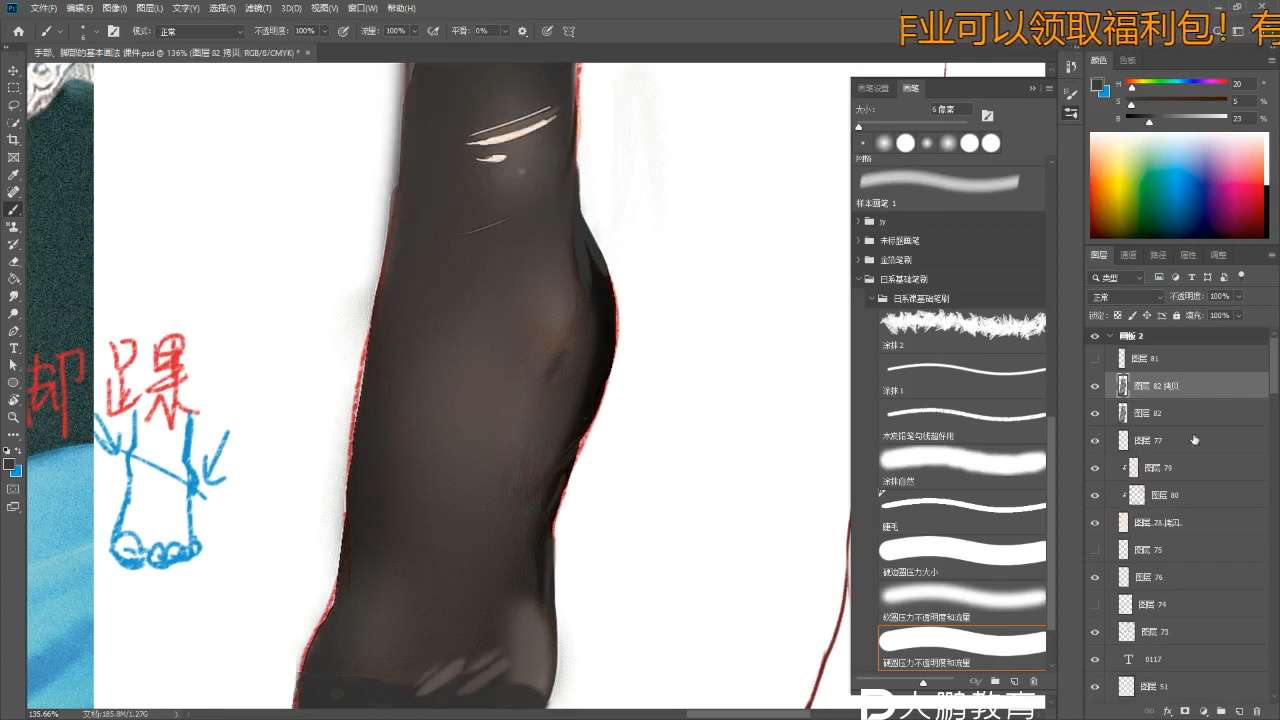 文件(F) 编辑(E) 图像(I) 图层(L) 文字(Y) 选择(S) 滤镜(T) 3D(D) 视图(V) 窗口(W) 帮助(H)
业可以领取福利包！有
模式: 正常 不透明度: 100% 流量: 100% 平滑: 0%
手部、脚部的基本画法 课件.psd @ 136% (图层 82 拷贝, RGB/8/CMYK) *
颜色 色板
H 20 °
S 5 %
B 23 %
画笔设置 画笔
大小: 6 像素
样本画笔 1
jy
未标题画笔
金箔笔刷
日系基础笔刷
日系课基础笔刷
涂抹2
涂抹1
木炭铅笔勾线超好用
涂抹自然
睫毛
硬边圆压力大小
软圆压力不透明度和流量
硬圆压力不透明度和流量
图层 通道 路径 属性 调整
类型
正常 不透明度: 100%
锁定: 填充: 100%
画板 2
图层 81
图层 82 拷贝
图层 82
图层 77
图层 79
图层 80
图层 78 拷贝
图层 75
图层 76
图层 74
图层 73
T 0117
图层 51
脚踝
135.66% 文档:185.8M/1.27G
大鹏教育